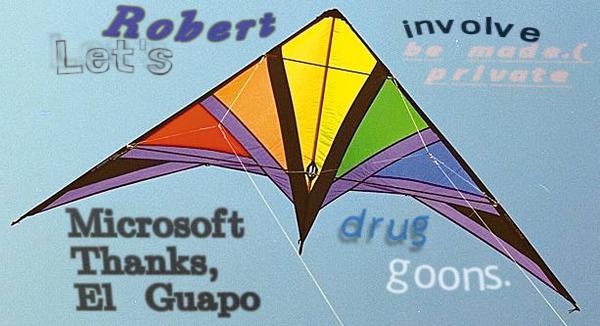 Robert
Let's
involve
be made.(
private
Microsoft
Thanks,
El Guapo
drug
goons.